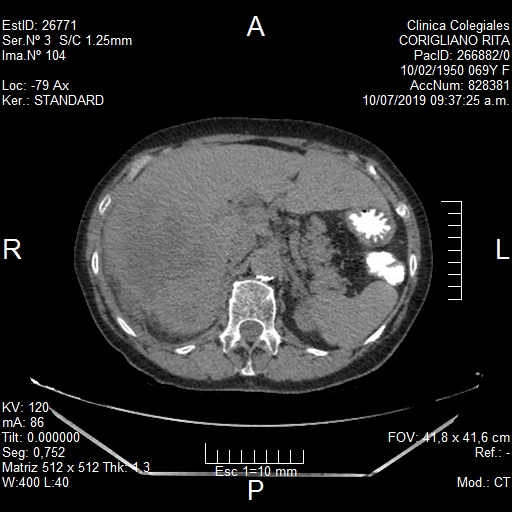 EstID: 26771
Ser.Nº 3 S/C 1.25mm
Ima.Nº 104
Loc: -79 Ax
Ker.: STANDARD
A
Clinica Colegiales
CORIGLIANO RITA
PacID: 266882/0
10/02/1950 069Y F
AccNum: 828381
10/07/2019 09:37:25 a.m.
R
L
KV: 120
mA: 86
Tilt: 0.000000
Seg: 0,752
Matriz 512 x 512 Thk: 1.3
W:400 L:40
Esc 1=10 mm
P
FOV: 41,8 x 41,6 cm
Ref.: -
Mod.: CT